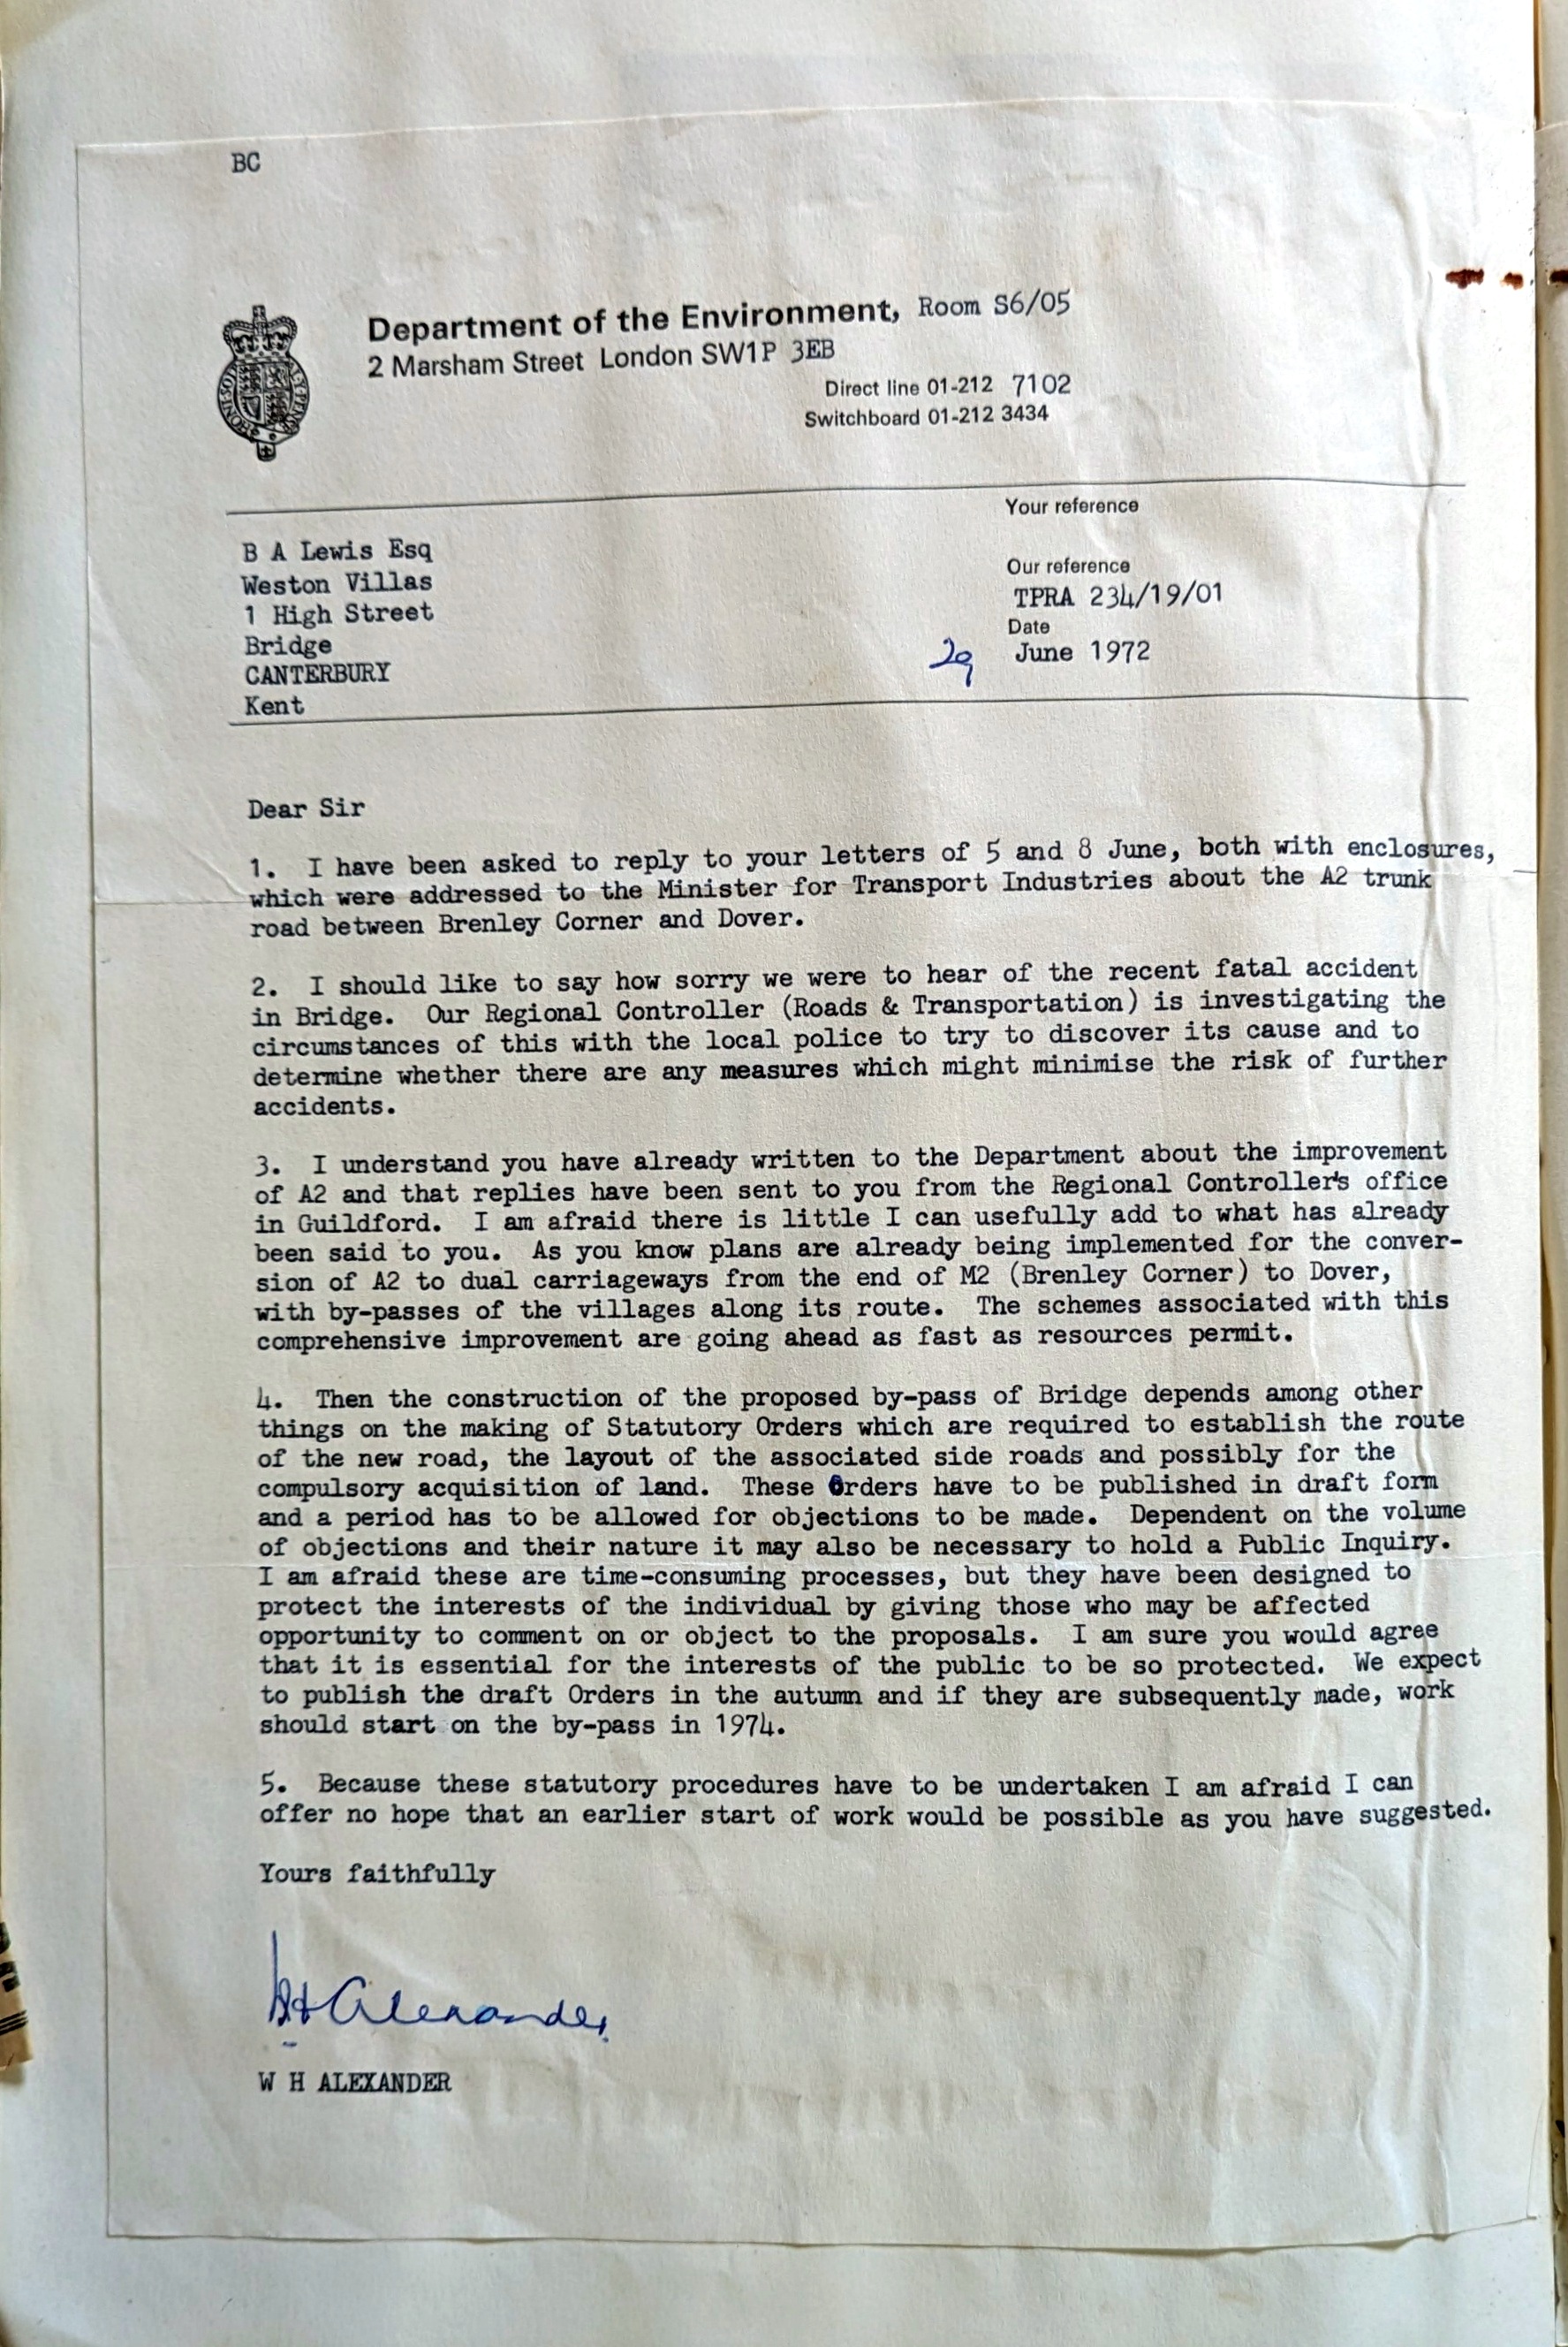 BC
Department of the Environment, Room S6/05
2 Marsham Street London SW1P 3EB
Direct line 01-212 7102
Switchboard 01-212 3434
Your reference
B A Lewis Esq
Weston Villas
1 High Street
Bridge
CANTERBURY
Kent
Our reference
TPRA 234/19/01
Date
29 June 1972
Dear Sir
1. I have been asked to reply to your letters of 5 and 8 June, both with enclosures,
which were addressed to the Minister for Transport Industries about the A2 trunk
road between Brenley Corner and Dover.
2. I should like to say how sorry we were to hear of the recent fatal accident
in Bridge. Our Regional Controller (Roads & Transportation) is investigating the
circumstances of this with the local police to try to discover its cause and to
determine whether there are any measures which might minimise the risk of further
accidents.
3. I understand you have already written to the Department about the improvement
of A2 and that replies have been sent to you from the Regional Controller's office
in Guildford. I am afraid there is little I can usefully add to what has already
been said to you. As you know plans are already being implemented for the conver-
sion of A2 to dual carriageways from the end of M2 (Brenley Corner) to Dover,
with by-passes of the villages along its route. The schemes associated with this
comprehensive improvement are going ahead as fast as resources permit.
4. Then the construction of the proposed by-pass of Bridge depends among other
things on the making of Statutory Orders which are required to establish the route
of the new road, the layout of the associated side roads and possibly for the
compulsory acquisition of land. These Orders have to be published in draft form
and a period has to be allowed for objections to be made. Dependent on the volume
of objections and their nature it may also be necessary to hold a Public Inquiry.
I am afraid these are time-consuming processes, but they have been designed to
protect the interests of the individual by giving those who may be affected
opportunity to comment on or object to the proposals. I am sure you would agree
that it is essential for the interests of the public to be so protected. We expect
to publish the draft Orders in the autumn and if they are subsequently made, work
should start on the by-pass in 1974.
5. Because these statutory procedures have to be undertaken I am afraid I can
offer no hope that an earlier start of work would be possible as you have suggested.
Yours faithfully
WH Alexander
W H ALEXANDER